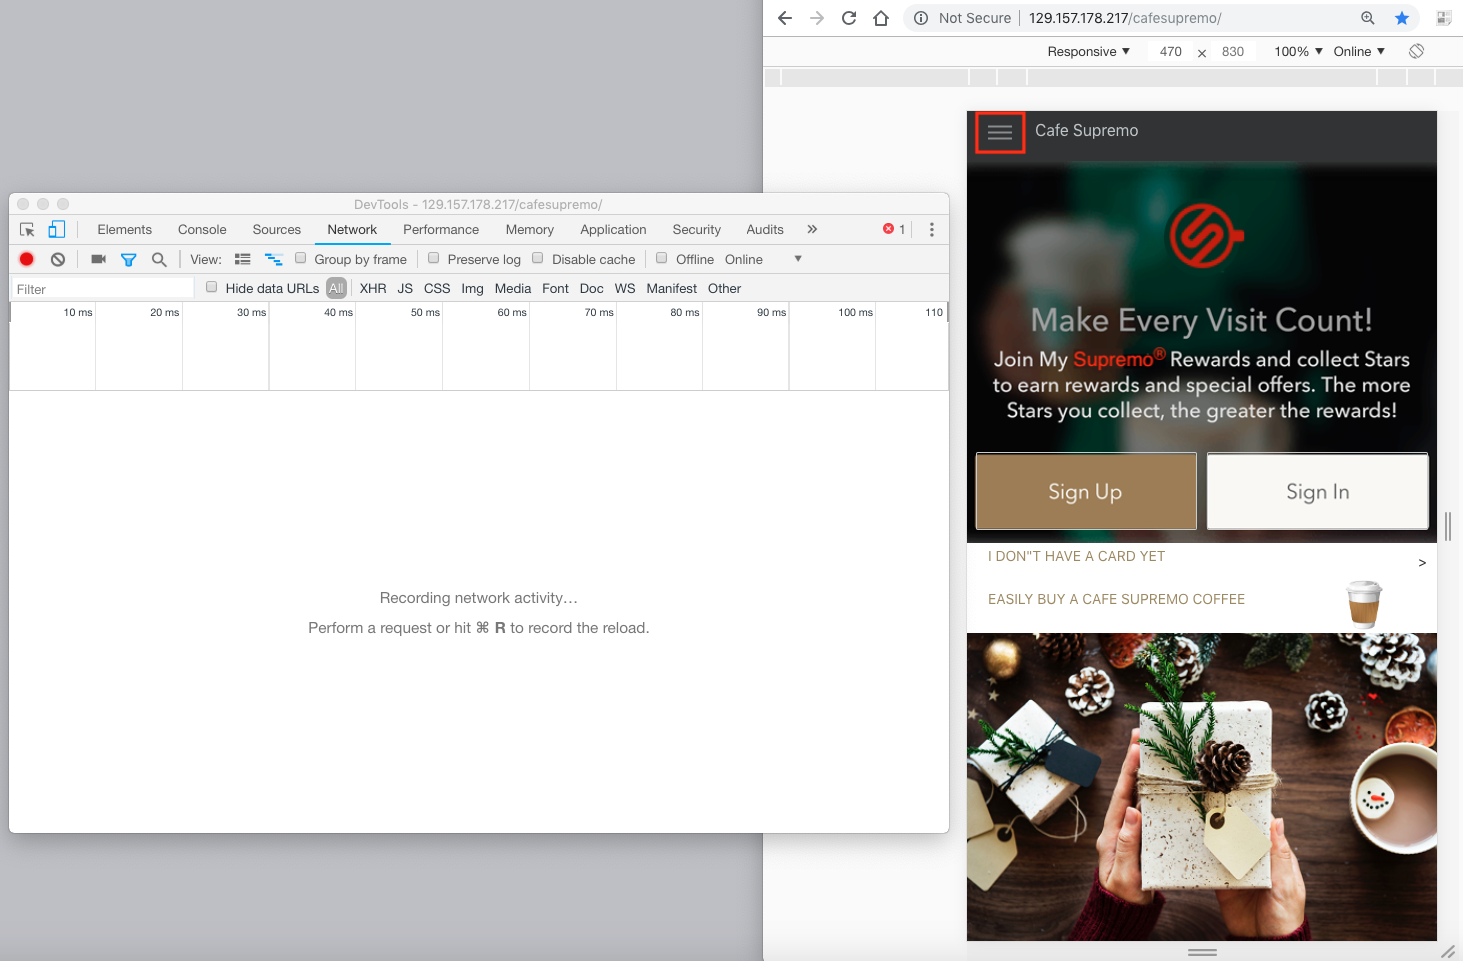 Not Secure | 129.157.178.217/cafesupremo/
Responsive ▼ 470 × 830 100% ▼ Online ▼
Cafe Supremo
Make Every Visit Count!
Join My Supremo® Rewards and collect Stars
to earn rewards and special offers. The more
Stars you collect, the greater the rewards!
Sign Up Sign In
I DON"T HAVE A CARD YET >
EASILY BUY A CAFE SUPREMO COFFEE
DevTools - 129.157.178.217/cafesupremo/
Elements Console Sources Network Performance Memory Application Security Audits » 1
View: Group by frame Preserve log Disable cache Offline Online ▼
Filter Hide data URLs All XHR JS CSS Img Media Font Doc WS Manifest Other
10 ms 20 ms 30 ms 40 ms 50 ms 60 ms 70 ms 80 ms 90 ms 100 ms 110
Recording network activity…
Perform a request or hit ⌘ R to record the reload.